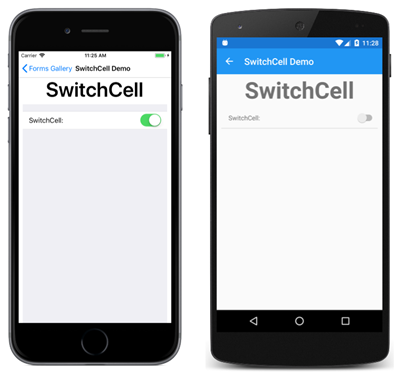 Carrier 11:25 AM
Forms Gallery SwitchCell Demo
SwitchCell
SwitchCell:
11:28
SwitchCell Demo
SwitchCell
SwitchCell: